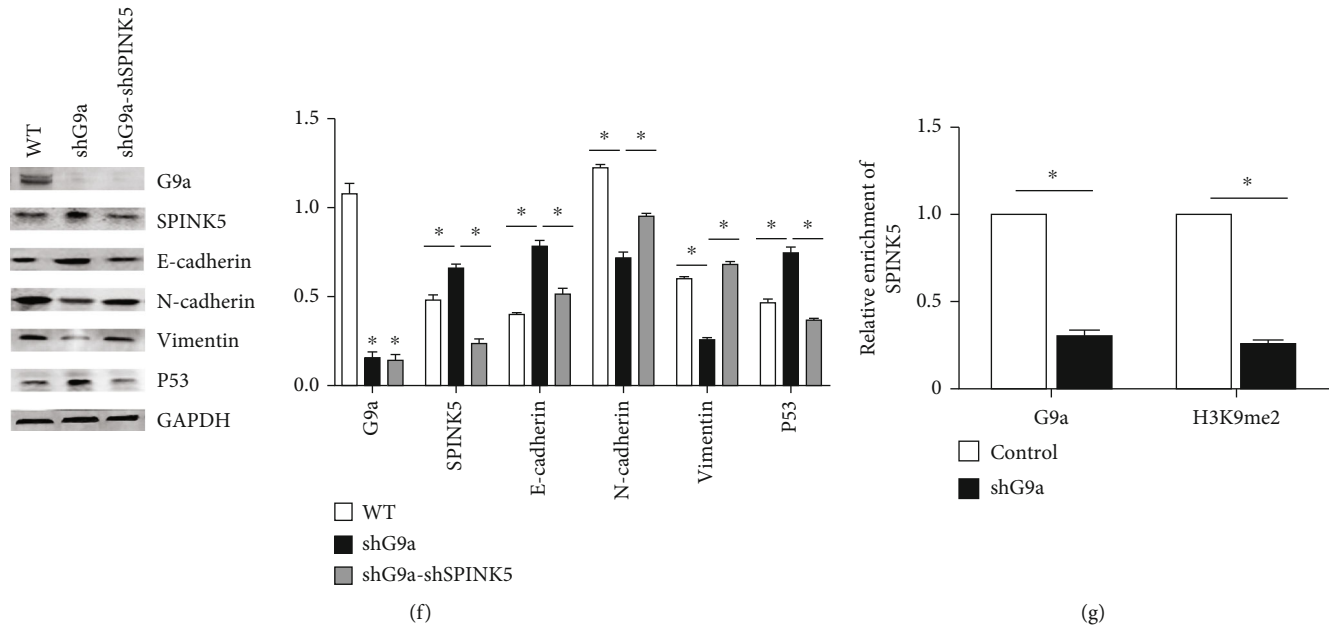 WT
shG9a
shG9a-shSPINK5
G9a
SPINK5
E-cadherin
N-cadherin
Vimentin
P53
GAPDH
1.5
1.0
0.5
0.0
* *
* *
* *
* *
* *
* *
G9a
SPINK5
E-cadherin
N-cadherin
Vimentin
P53
WT
shG9a
shG9a-shSPINK5
(f)
Relative enrichment of
SPINK5
1.5
1.0
0.5
0
*
*
G9a
H3K9me2
Control
shG9a
(g)